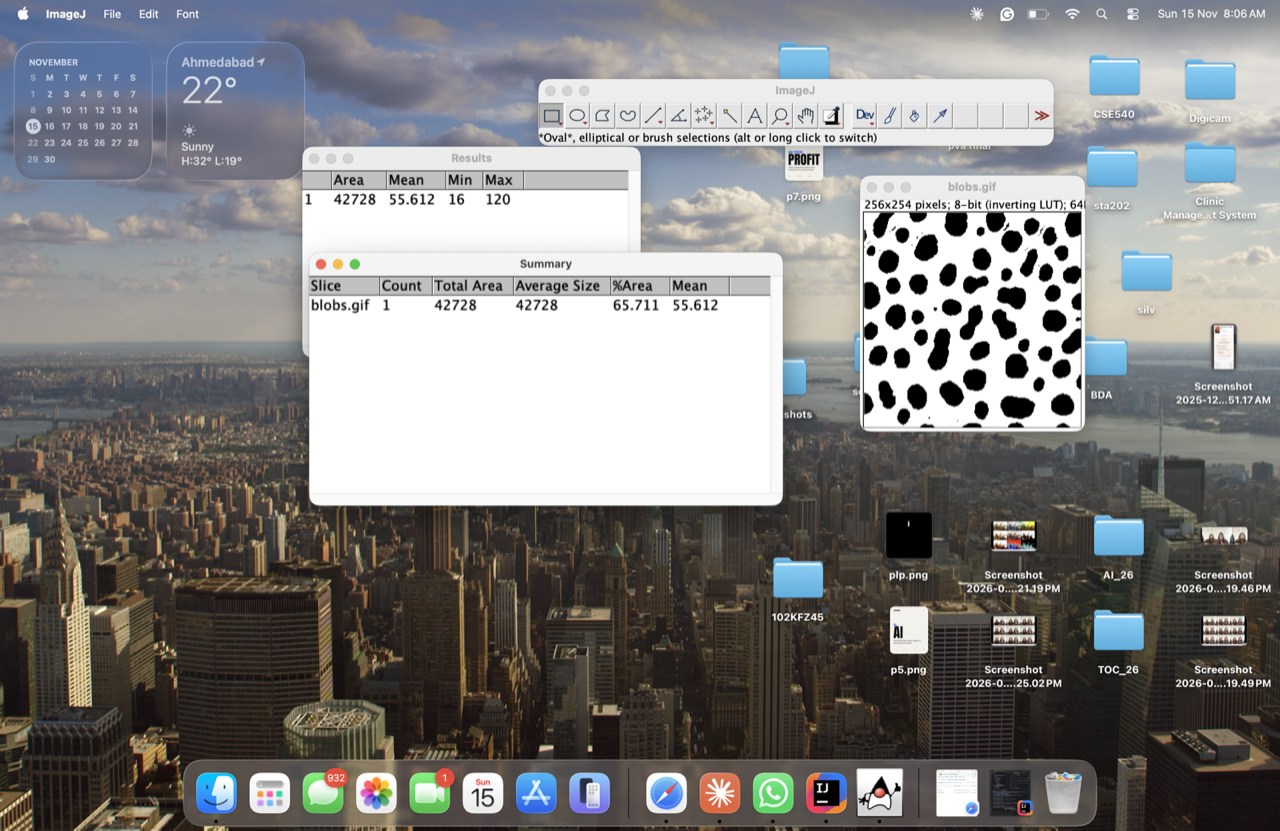 ImageJ File Edit Font
Sun 15 Nov 8:06 AM
NOVEMBER
S M T W T F S
1 2 3 4 5 6 7
8 9 10 11 12 13 14
15 16 17 18 19 20 21
22 23 24 25 26 27 28
29 30
Ahmedabad
22°
Sunny
H:32° L:19°
ImageJ
Dev
*Oval*, elliptical or brush selections (alt or long click to switch)
Results
Area Mean Min Max
1 42728 55.612 16 120
Summary
Slice Count Total Area Average Size %Area Mean
blobs.gif 1 42728 42728 65.711 55.612
blobs.gif
256x254 pixels; 8-bit (inverting LUT); 64
PROFIT
p7.png
CSE540
Digicam
sta202
Clinic
Manage...t System
silv
BDA
Screenshot
2025-12...51.17 AM
shots
plp.png
Screenshot
2026-0....21.19 PM
AI_26
Screenshot
2026-0....19.46 PM
102KFZ45
AI
p5.png
Screenshot
2026-0....25.02 PM
TOC_26
Screenshot
2026-0....19.49 PM
932
1
Sun
15
IJ